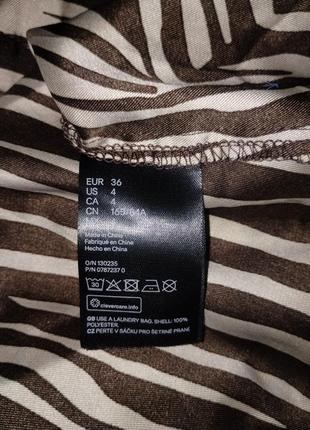 EUR 36
US 4
CA 4
CN 165/84A
Made in China
Fabriqué en Chine
Hecho en China
O/N 130235
P/N 0787237 0
30
clevercare.info
GB USE A LAUNDRY BAG. SHELL: 100%
POLYESTER.
CZ PERTE V SÁČKU PRO ŠETRNÉ PRANÍ